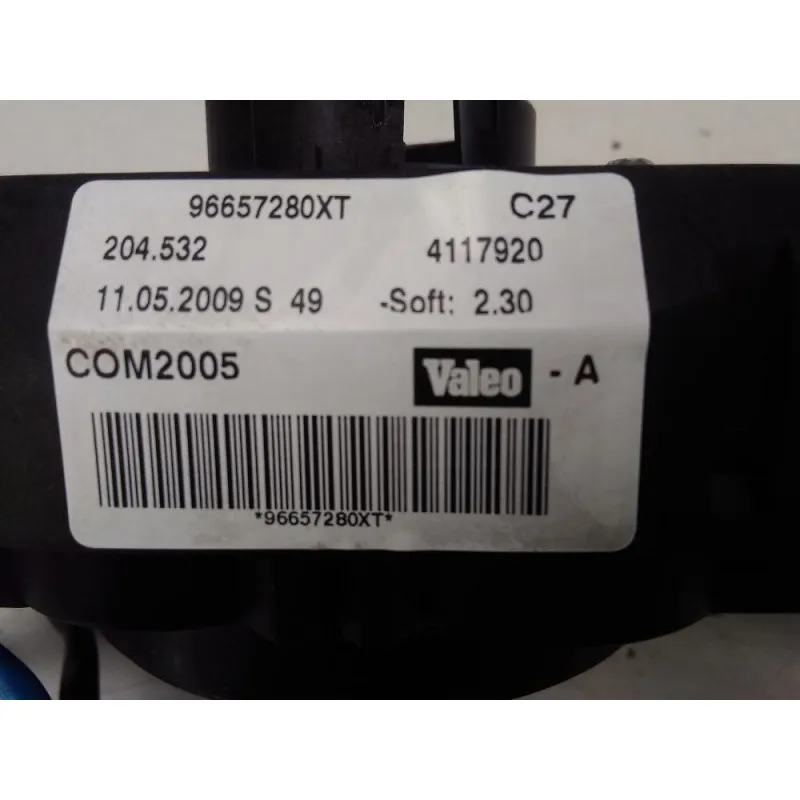 96657280XT C27
204.532 4117920
11.05.2009 S 49 -Soft: 2.30
COM2005 Valeo - A
*96657280XT*